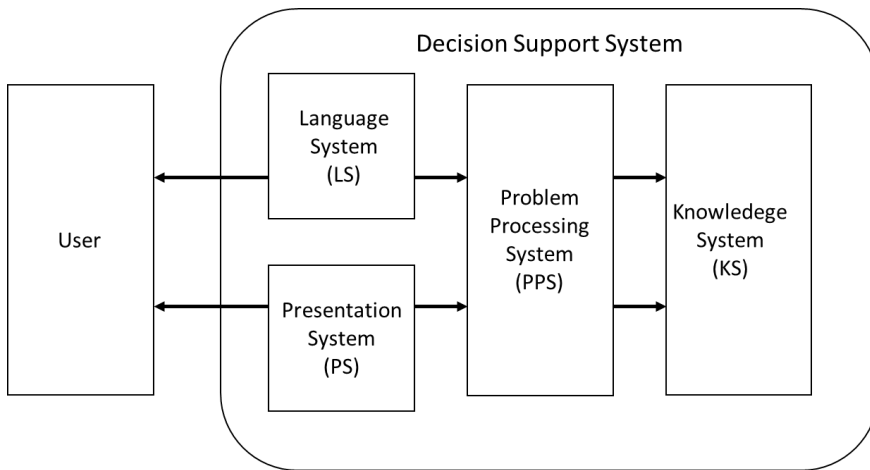 Decision Support System
User
Language
System
(LS)
Presentation
System
(PS)
Problem
Processing
System
(PPS)
Knowledege
System
(KS)